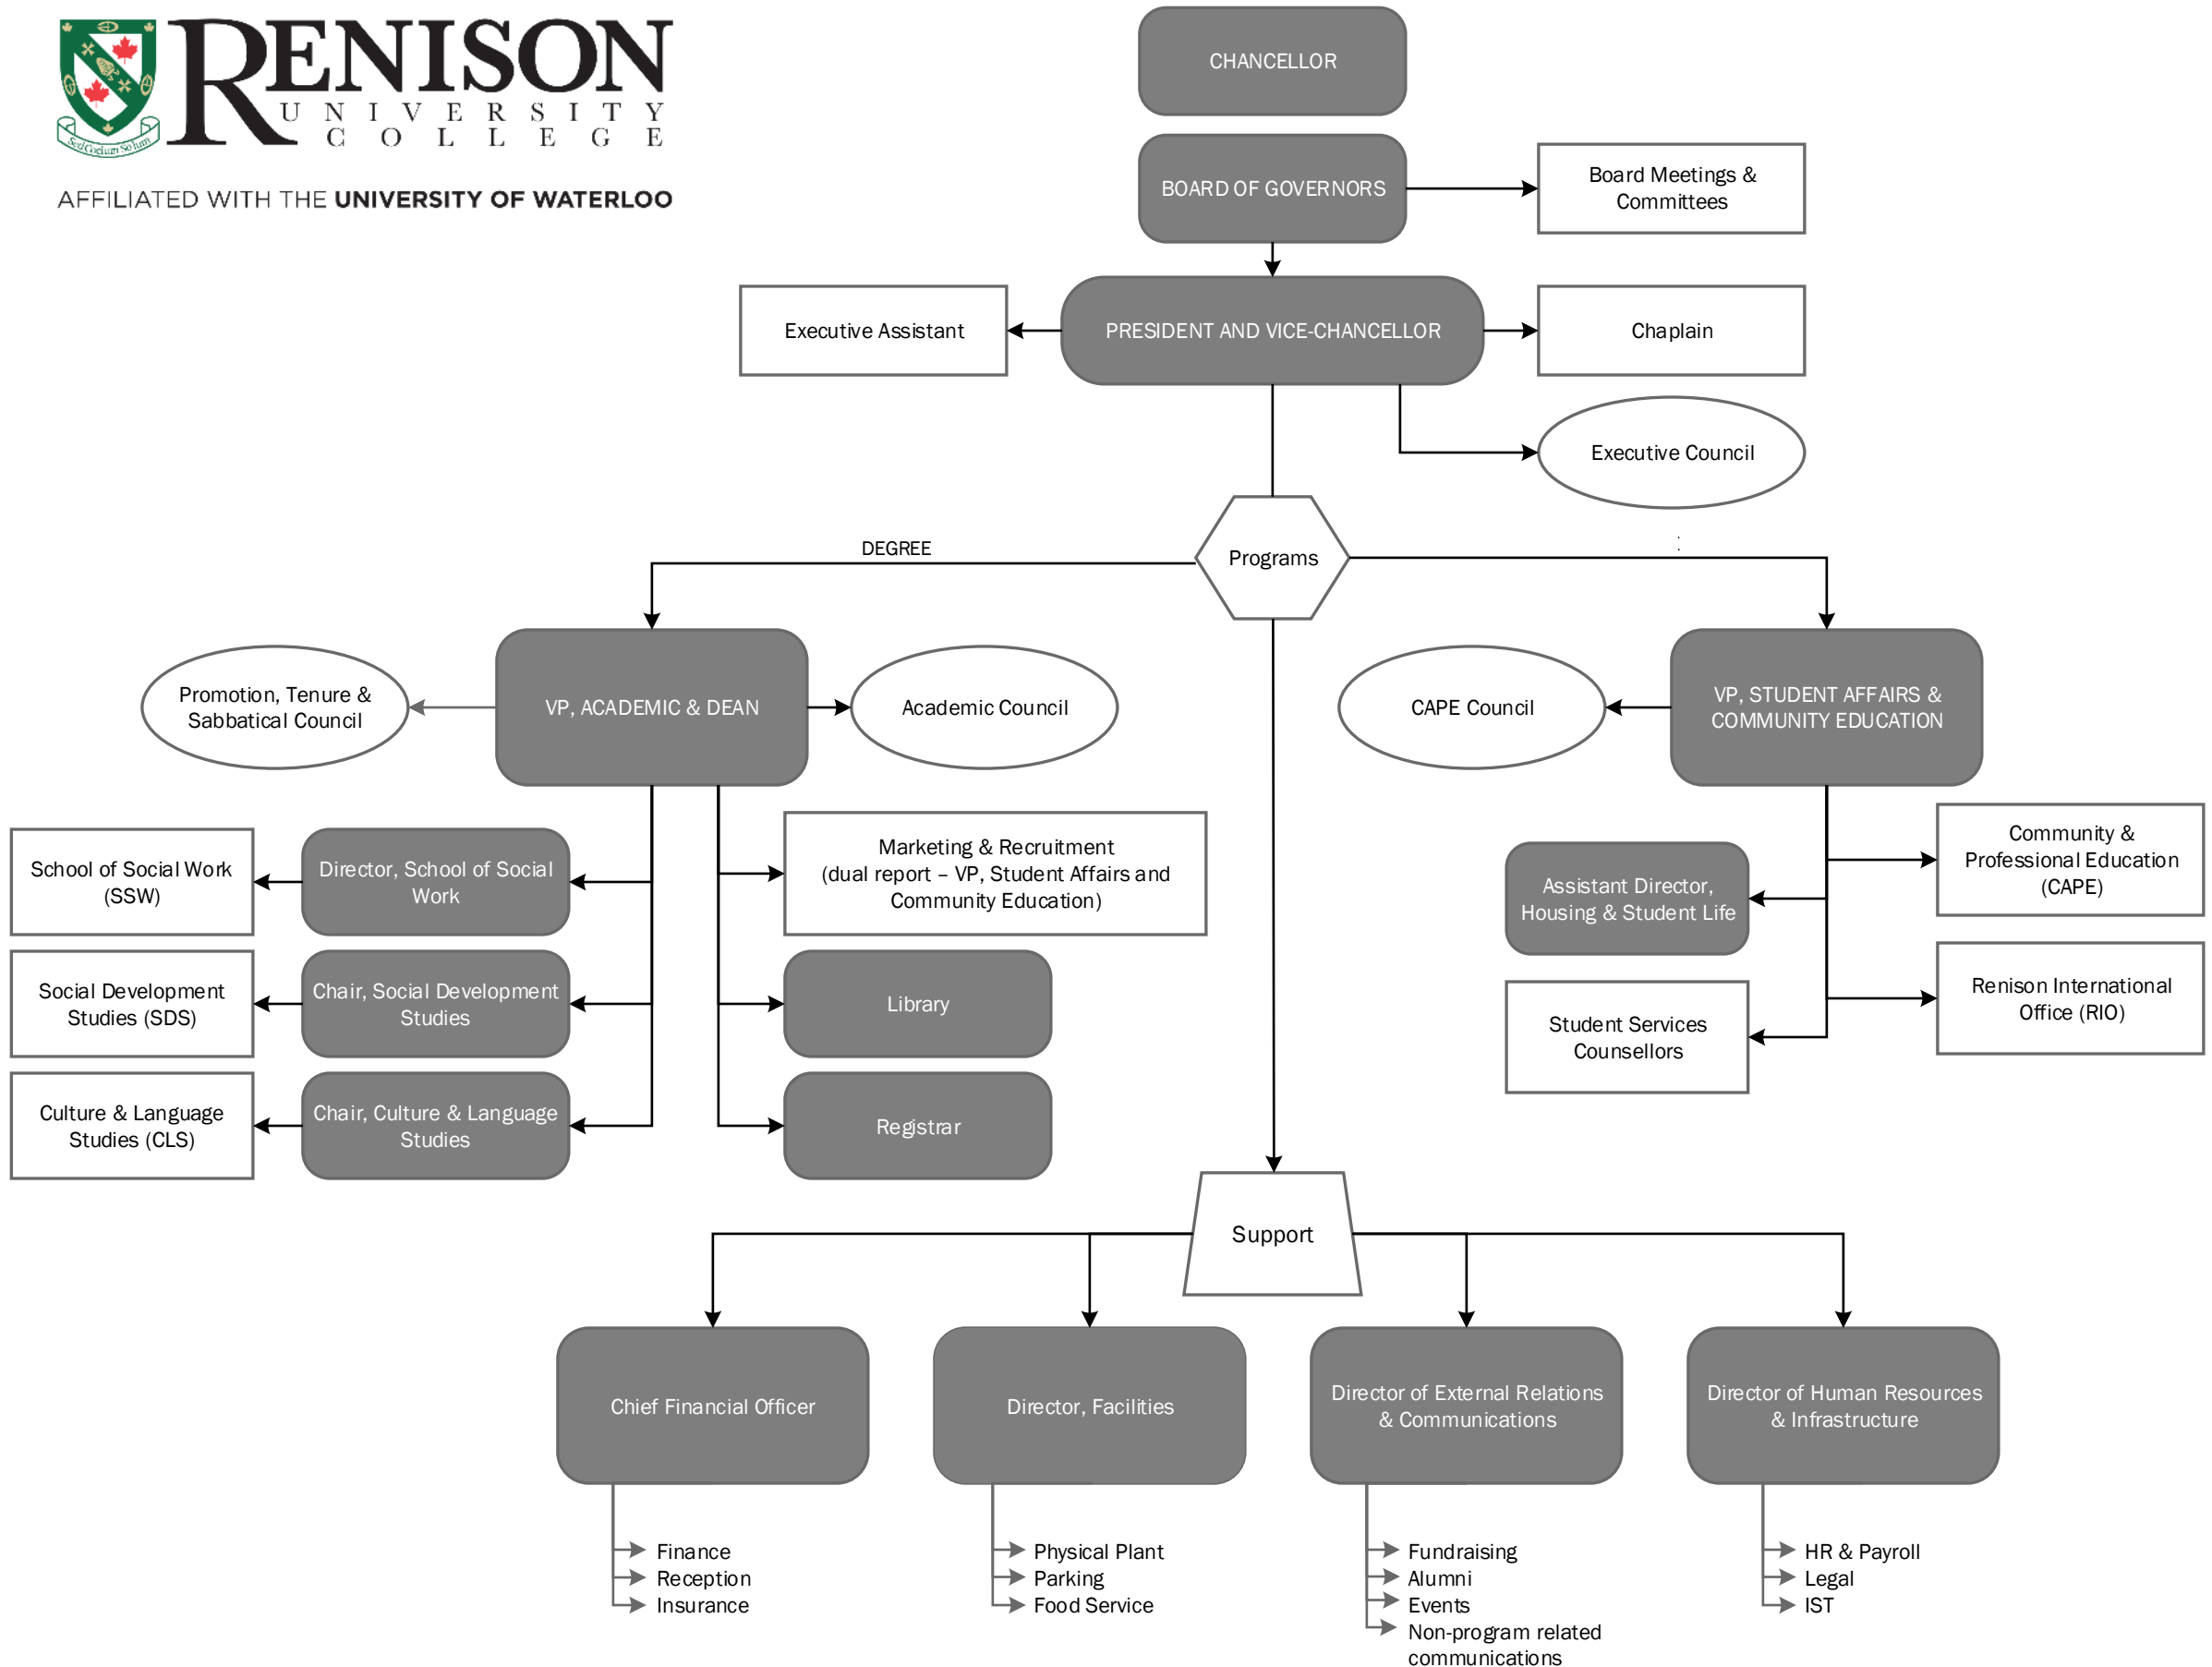 RENISON
UNIVERSITY
COLLEGE
Sed Coelum Solum
AFFILIATED WITH THE UNIVERSITY OF WATERLOO
CHANCELLOR
BOARD OF GOVERNORS
Board Meetings &
Committees
Executive Assistant
PRESIDENT AND VICE-CHANCELLOR
Chaplain
Executive Council
DEGREE
Programs
Promotion, Tenure &
Sabbatical Council
VP, ACADEMIC & DEAN
Academic Council
CAPE Council
VP, STUDENT AFFAIRS &
COMMUNITY EDUCATION
School of Social Work
(SSW)
Director, School of Social
Work
Marketing & Recruitment
(dual report – VP, Student Affairs and
Community Education)
Assistant Director,
Housing & Student Life
Community &
Professional Education
(CAPE)
Social Development
Studies (SDS)
Chair, Social Development
Studies
Library
Student Services
Counsellors
Renison International
Office (RIO)
Culture & Language
Studies (CLS)
Chair, Culture & Language
Studies
Registrar
Support
Chief Financial Officer
Director, Facilities
Director of External Relations
& Communications
Director of Human Resources
& Infrastructure
Finance
Reception
Insurance
Physical Plant
Parking
Food Service
Fundraising
Alumni
Events
Non-program related
communications
HR & Payroll
Legal
IST